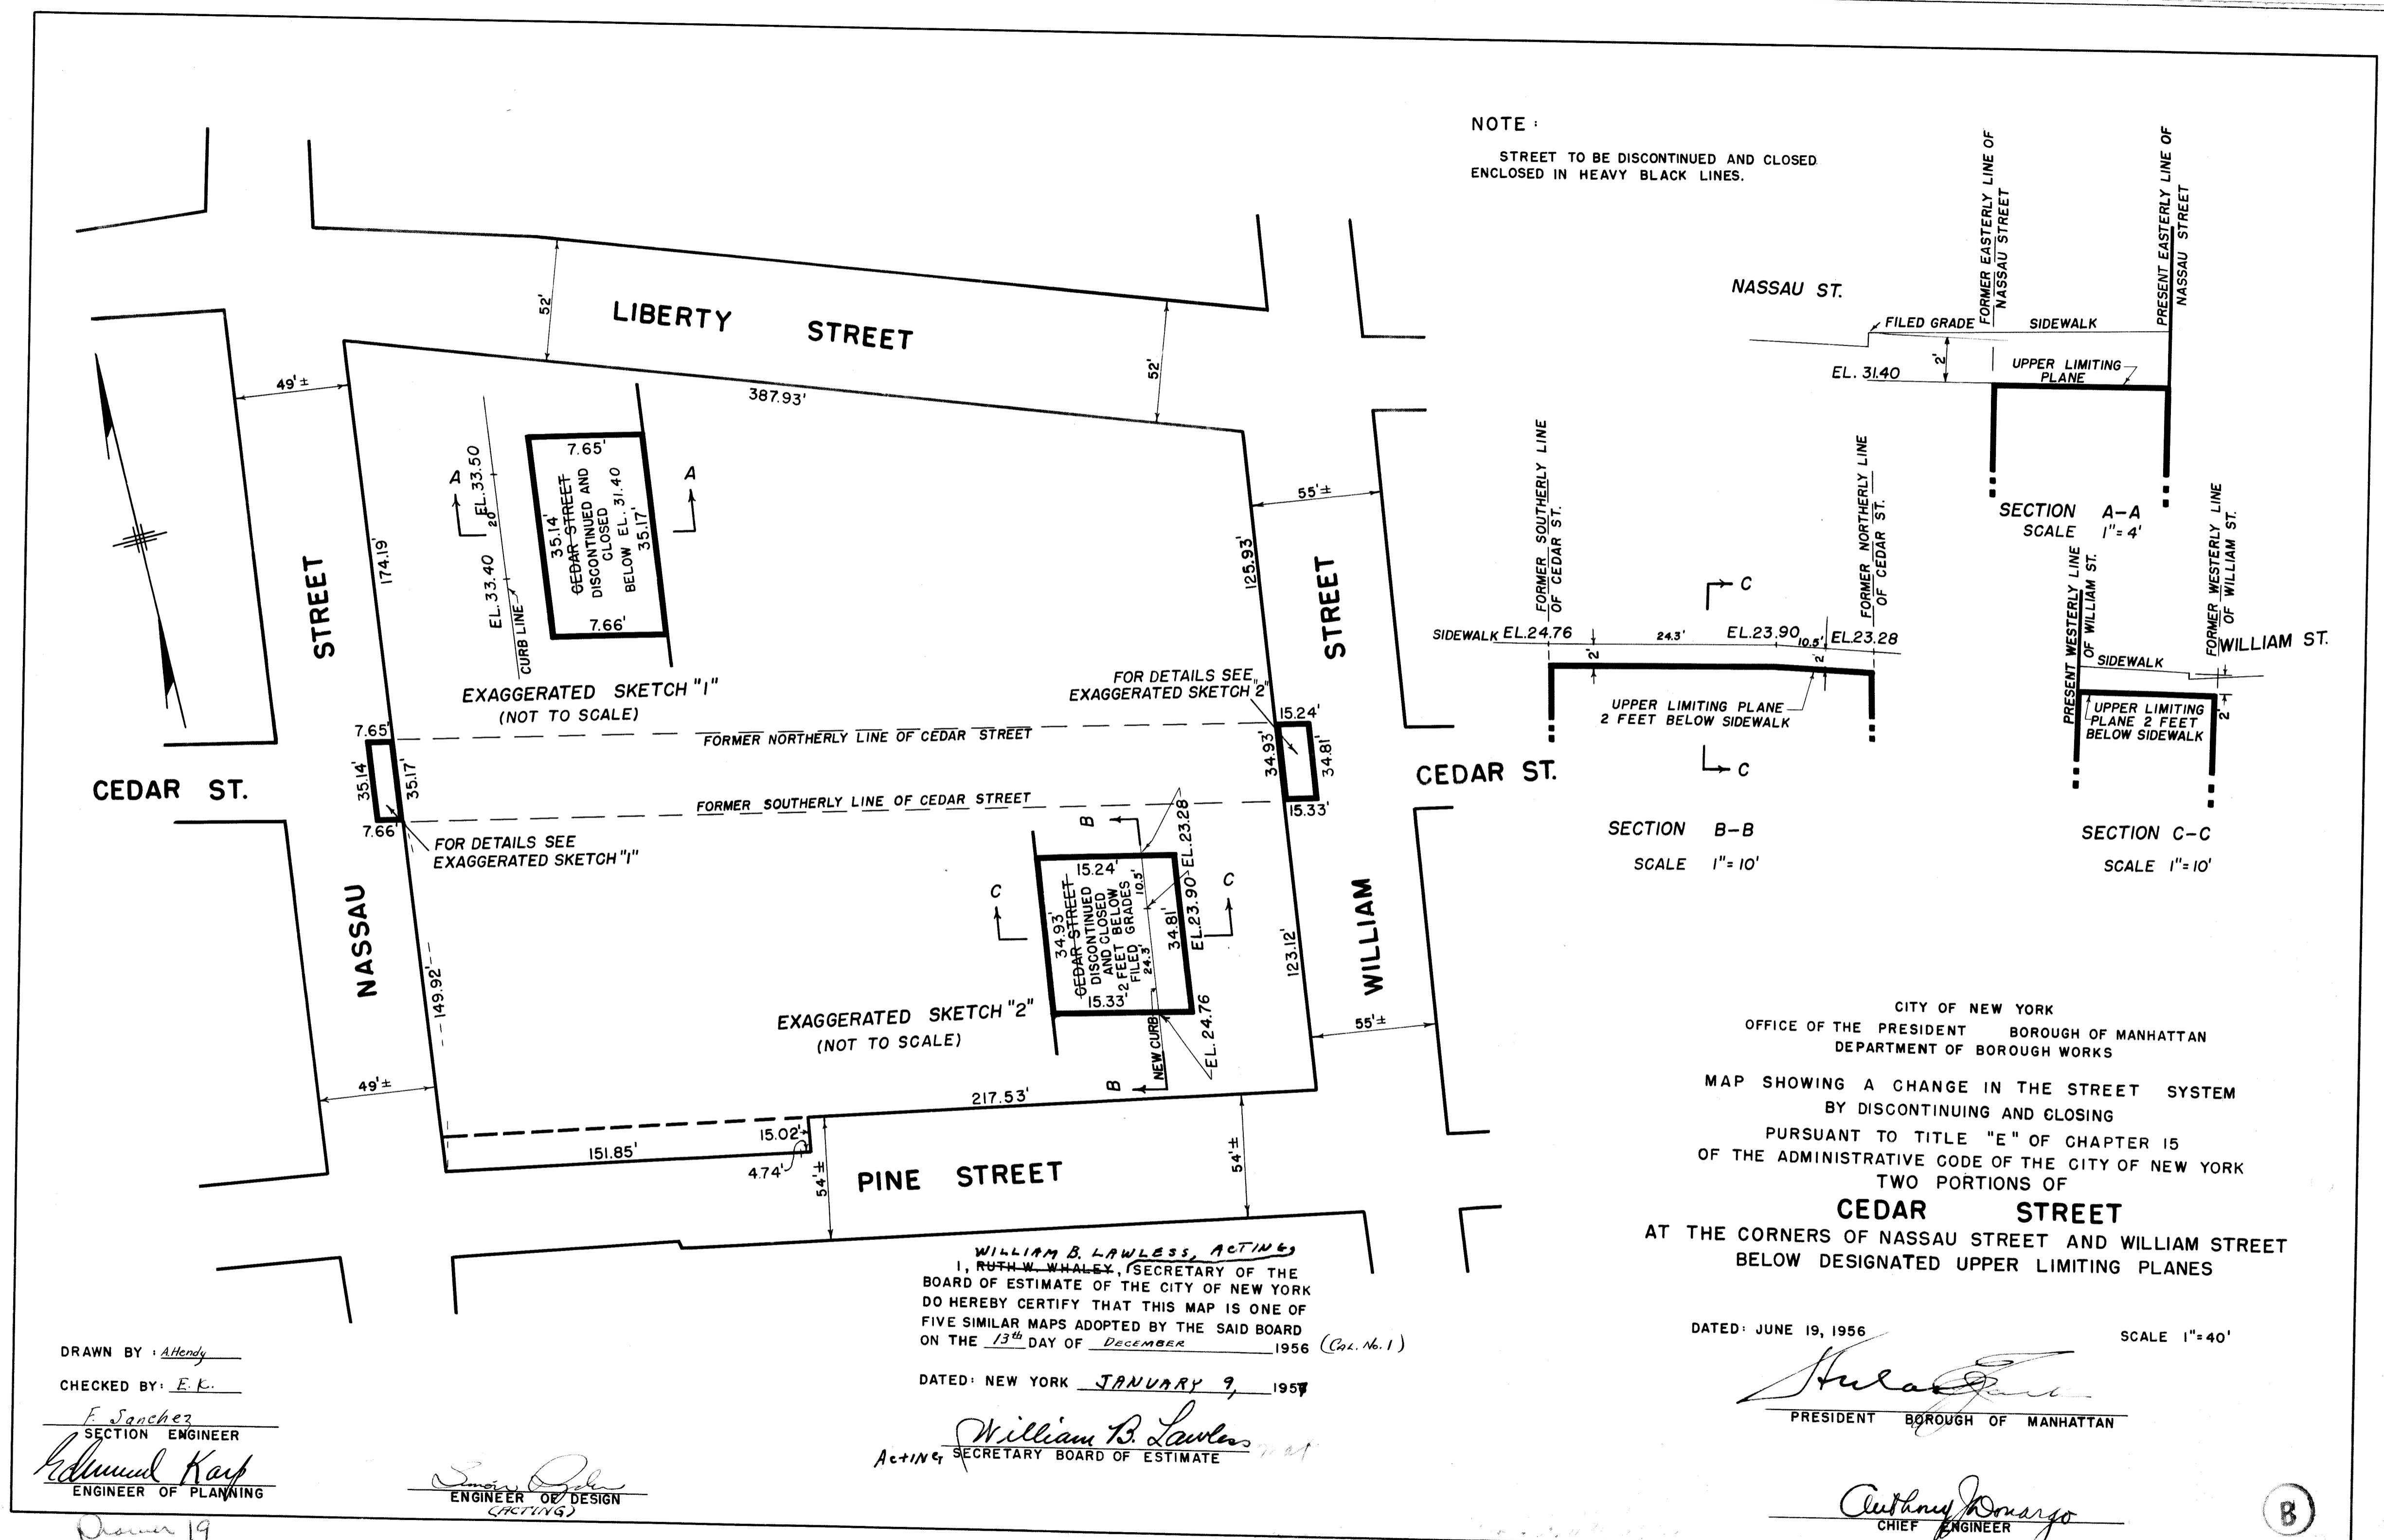 NOTE :
STREET TO BE DISCONTINUED AND CLOSED
ENCLOSED IN HEAVY BLACK LINES.
LIBERTY STREET
52'
52'
387.93'
49'±
STREET
174.19'
A
EL.33.50
20'
EL.33.40
CURB LINE
7.65'
35.14'
CEDAR STREET
DISCONTINUED AND
CLOSED
BELOW EL. 31.40
35.17'
7.66'
A
EXAGGERATED SKETCH "1"
(NOT TO SCALE)
55'±
125.93'
STREET
FOR DETAILS SEE
EXAGGERATED SKETCH"2"
7.65'
35.14'
35.17'
7.66'
CEDAR ST.
FORMER NORTHERLY LINE OF CEDAR STREET
FORMER SOUTHERLY LINE OF CEDAR STREET
15.24'
34.93'
34.81'
15.33'
CEDAR ST.
FOR DETAILS SEE
EXAGGERATED SKETCH"1"
NASSAU
149.92'
49'±
B
C
15.24'
34.93'
CEDAR STREET
DISCONTINUED
AND CLOSED
2 FEET BELOW
FILED GRADES
10.5'
24.3'
34.81'
15.33'
EL.23.28
EL.23.90
EL. 24.76
C
NEW CURB
B
EXAGGERATED SKETCH "2"
(NOT TO SCALE)
123.12'
WILLIAM
55'±
217.53'
15.02'
151.85'
4.74'
54'±
PINE STREET
54'±
NASSAU ST.
FORMER EASTERLY LINE OF
NASSAU STREET
PRESENT EASTERLY LINE OF
NASSAU STREET
FILED GRADE
SIDEWALK
2'
EL. 31.40
UPPER LIMITING
PLANE
SECTION A-A
SCALE 1"= 4'
FORMER SOUTHERLY LINE
OF CEDAR ST.
FORMER NORTHERLY LINE
OF CEDAR ST.
C
SIDEWALK EL.24.76
24.3'
EL.23.90
10.5'
EL.23.28
2'
2'
UPPER LIMITING PLANE
2 FEET BELOW SIDEWALK
C
SECTION B-B
SCALE 1"= 10'
PRESENT WESTERLY LINE
OF WILLIAM ST.
FORMER WESTERLY LINE
OF WILLIAM ST.
WILLIAM ST.
SIDEWALK
2'
UPPER LIMITING
PLANE 2 FEET
BELOW SIDEWALK
SECTION C-C
SCALE 1"= 10'
CITY OF NEW YORK
OFFICE OF THE PRESIDENT BOROUGH OF MANHATTAN
DEPARTMENT OF BOROUGH WORKS
MAP SHOWING A CHANGE IN THE STREET SYSTEM
BY DISCONTINUING AND CLOSING
PURSUANT TO TITLE "E" OF CHAPTER 15
OF THE ADMINISTRATIVE CODE OF THE CITY OF NEW YORK
TWO PORTIONS OF
CEDAR STREET
AT THE CORNERS OF NASSAU STREET AND WILLIAM STREET
BELOW DESIGNATED UPPER LIMITING PLANES
DATED: JUNE 19, 1956
SCALE 1"=40'
PRESIDENT BOROUGH OF MANHATTAN
CHIEF ENGINEER
B
WILLIAM B. LAWLESS, ACTING
I, RUTH W. WHALEY, SECRETARY OF THE
BOARD OF ESTIMATE OF THE CITY OF NEW YORK
DO HEREBY CERTIFY THAT THIS MAP IS ONE OF
FIVE SIMILAR MAPS ADOPTED BY THE SAID BOARD
ON THE 13th DAY OF DECEMBER 1956 (CAL. No. 1)
DATED: NEW YORK JANUARY 9, 1957
William B. Lawless
ACTING SECRETARY BOARD OF ESTIMATE
DRAWN BY : A.Hendy
CHECKED BY: E. K.
F. Sanchez
SECTION ENGINEER
Edmund Karp
ENGINEER OF PLANNING
ENGINEER OF DESIGN
(ACTING)
Drawer 19